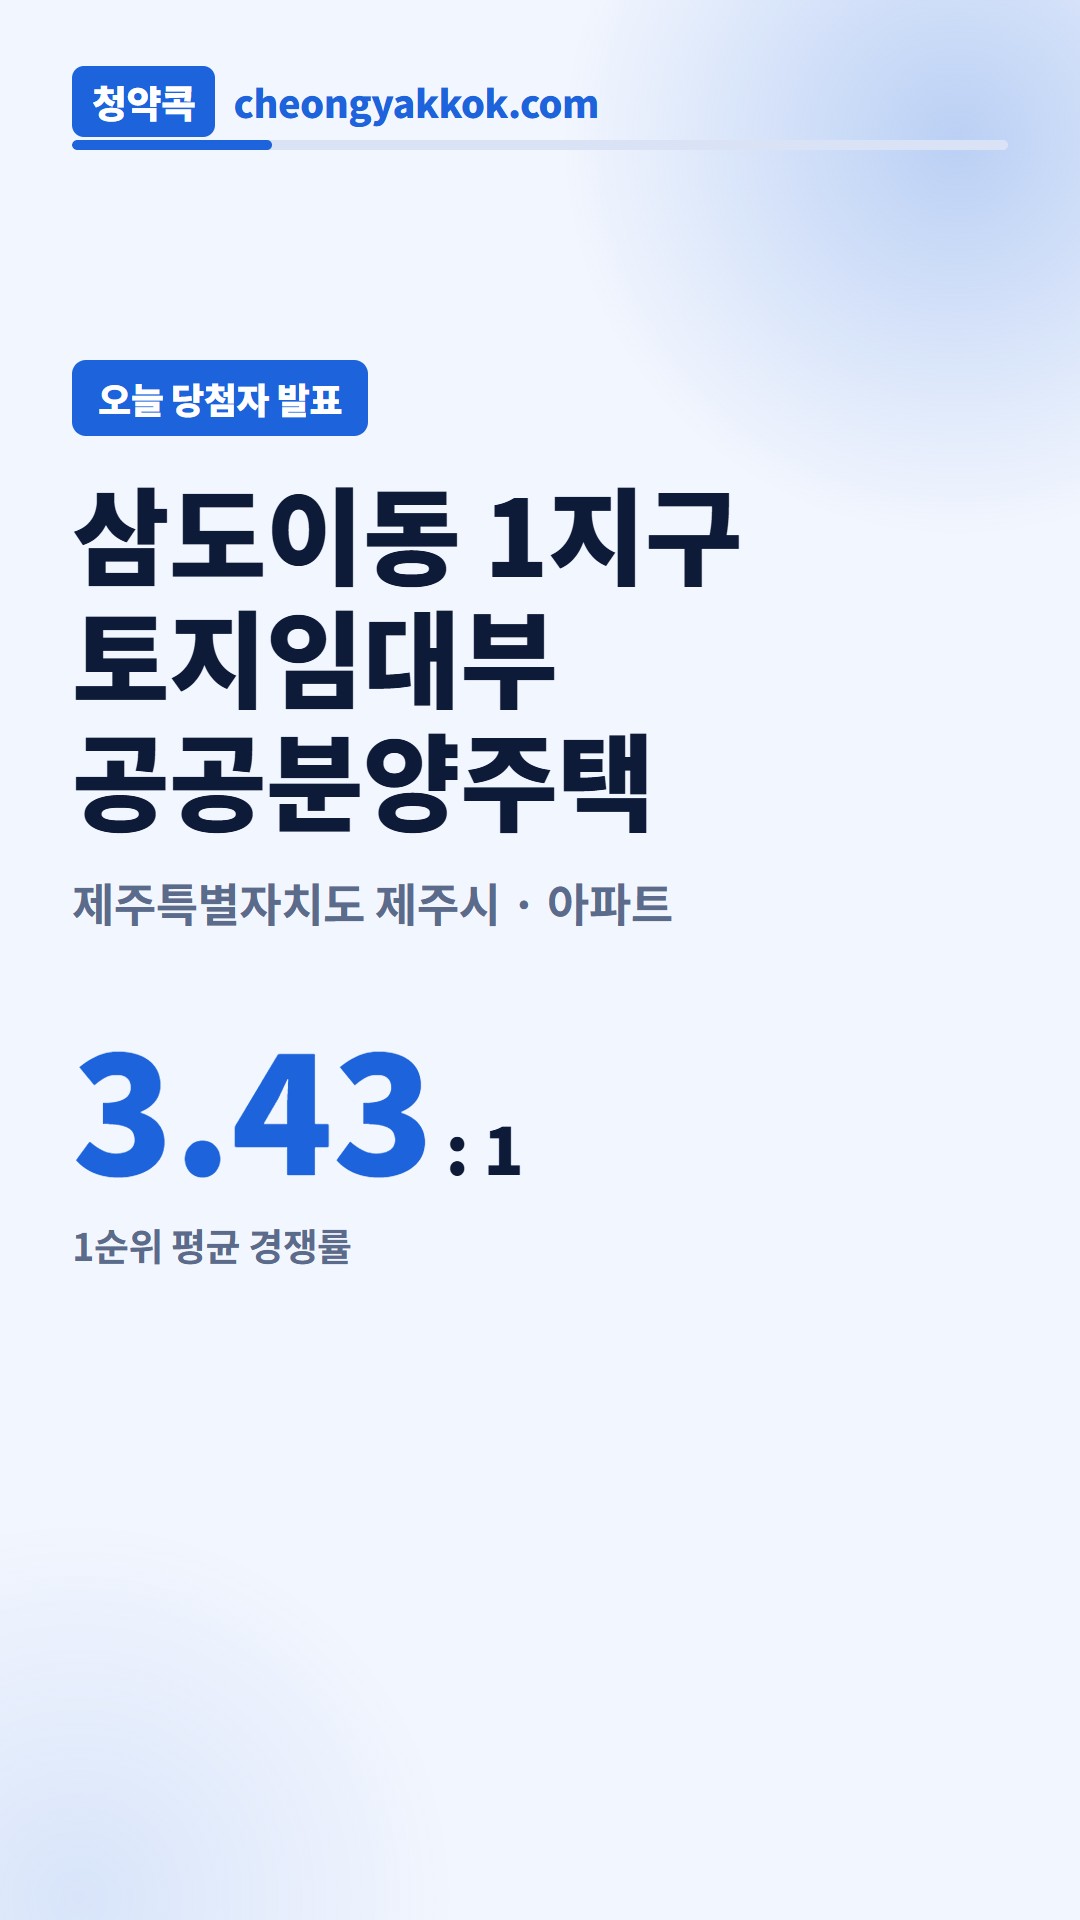 청약콕 cheongyakkok.com
오늘 당첨자 발표
삼도이동 1지구
토지임대부
공공분양주택
제주특별자치도 제주시 · 아파트
3.43 : 1
1순위 평균 경쟁률